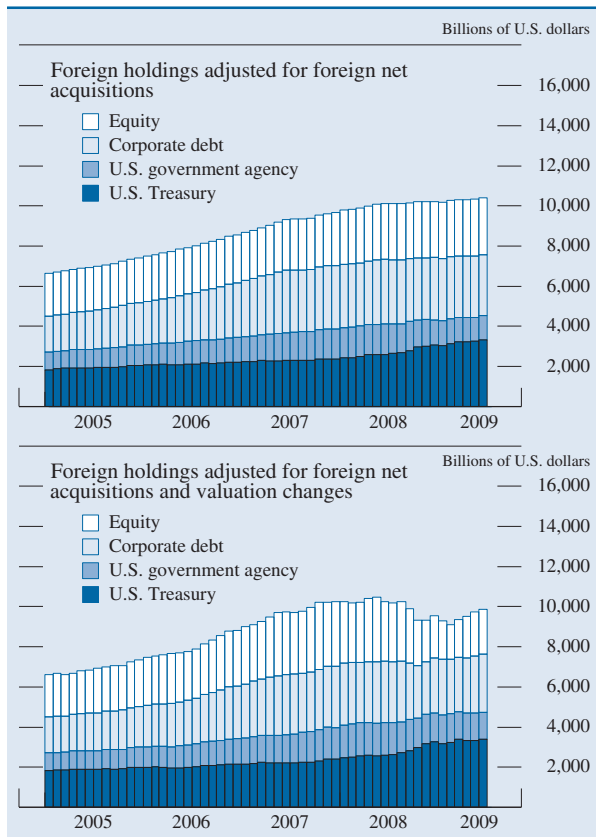 Billions of U.S. dollars
Foreign holdings adjusted for foreign net
acquisitions
Equity
Corporate debt
U.S. government agency
U.S. Treasury
16,000
14,000
12,000
10,000
8,000
6,000
4,000
2,000
2005 2006 2007 2008 2009
Billions of U.S. dollars
Foreign holdings adjusted for foreign net
acquisitions and valuation changes
Equity
Corporate debt
U.S. government agency
U.S. Treasury
16,000
14,000
12,000
10,000
8,000
6,000
4,000
2,000
2005 2006 2007 2008 2009